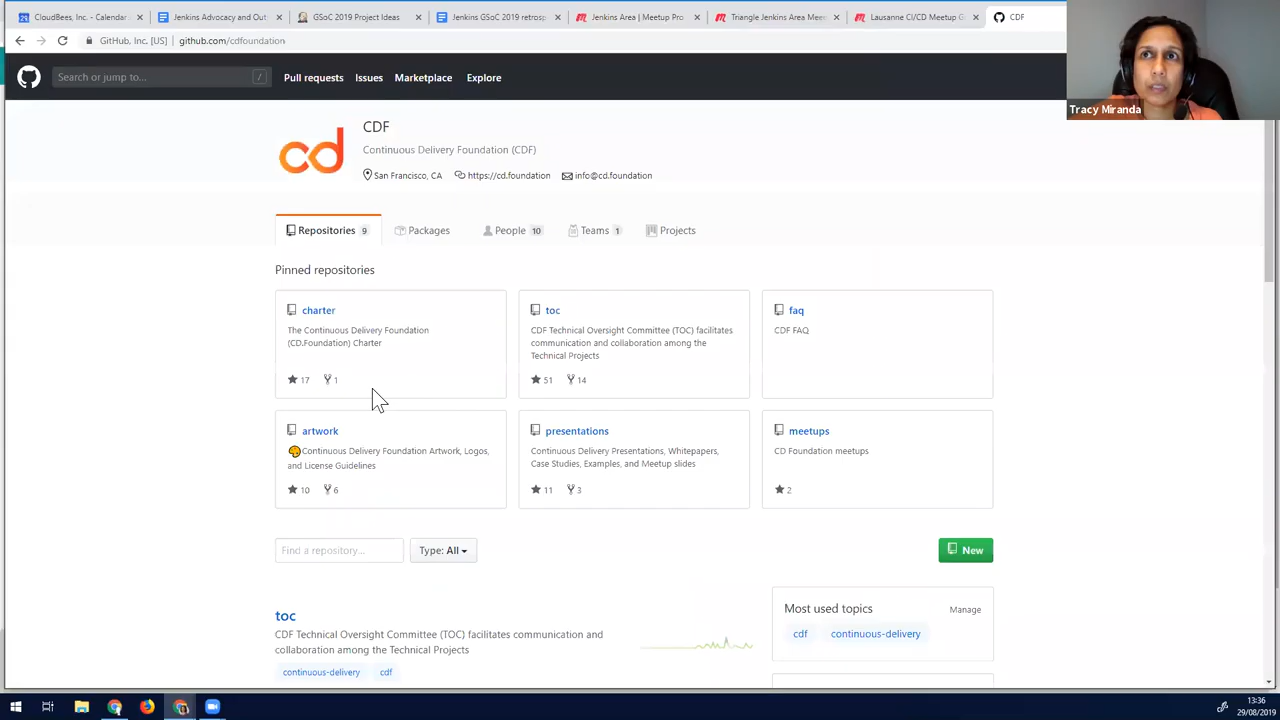 CloudBees, Inc. - Calendar
Jenkins Advocacy and Out
GSoC 2019 Project Ideas
Jenkins GSoC 2019 retrosp
Jenkins Area | Meetup Pro
Triangle Jenkins Area Mee
Lausanne CI/CD Meetup G
CDF
GitHub, Inc. [US] | github.com/cdfoundation
Search or jump to... /
Pull requests Issues Marketplace Explore
Tracy Miranda
cd
CDF
Continuous Delivery Foundation (CDF)
San Francisco, CA https://cd.foundation info@cd.foundation
Repositories 9 Packages People 10 Teams 1 Projects
Pinned repositories
charter
The Continuous Delivery Foundation
(CD.Foundation) Charter
17 1
toc
CDF Technical Oversight Committee (TOC) facilitates
communication and collaboration among the
Technical Projects
51 14
faq
CDF FAQ
artwork
Continuous Delivery Foundation Artwork, Logos,
and License Guidelines
10 6
presentations
Continuous Delivery Presentations, Whitepapers,
Case Studies, Examples, and Meetup slides
11 3
meetups
CD Foundation meetups
2
Find a repository... Type: All New
toc
CDF Technical Oversight Committee (TOC) facilitates communication and
collaboration among the Technical Projects
continuous-delivery cdf
Most used topics Manage
cdf continuous-delivery
13:36
29/08/2019